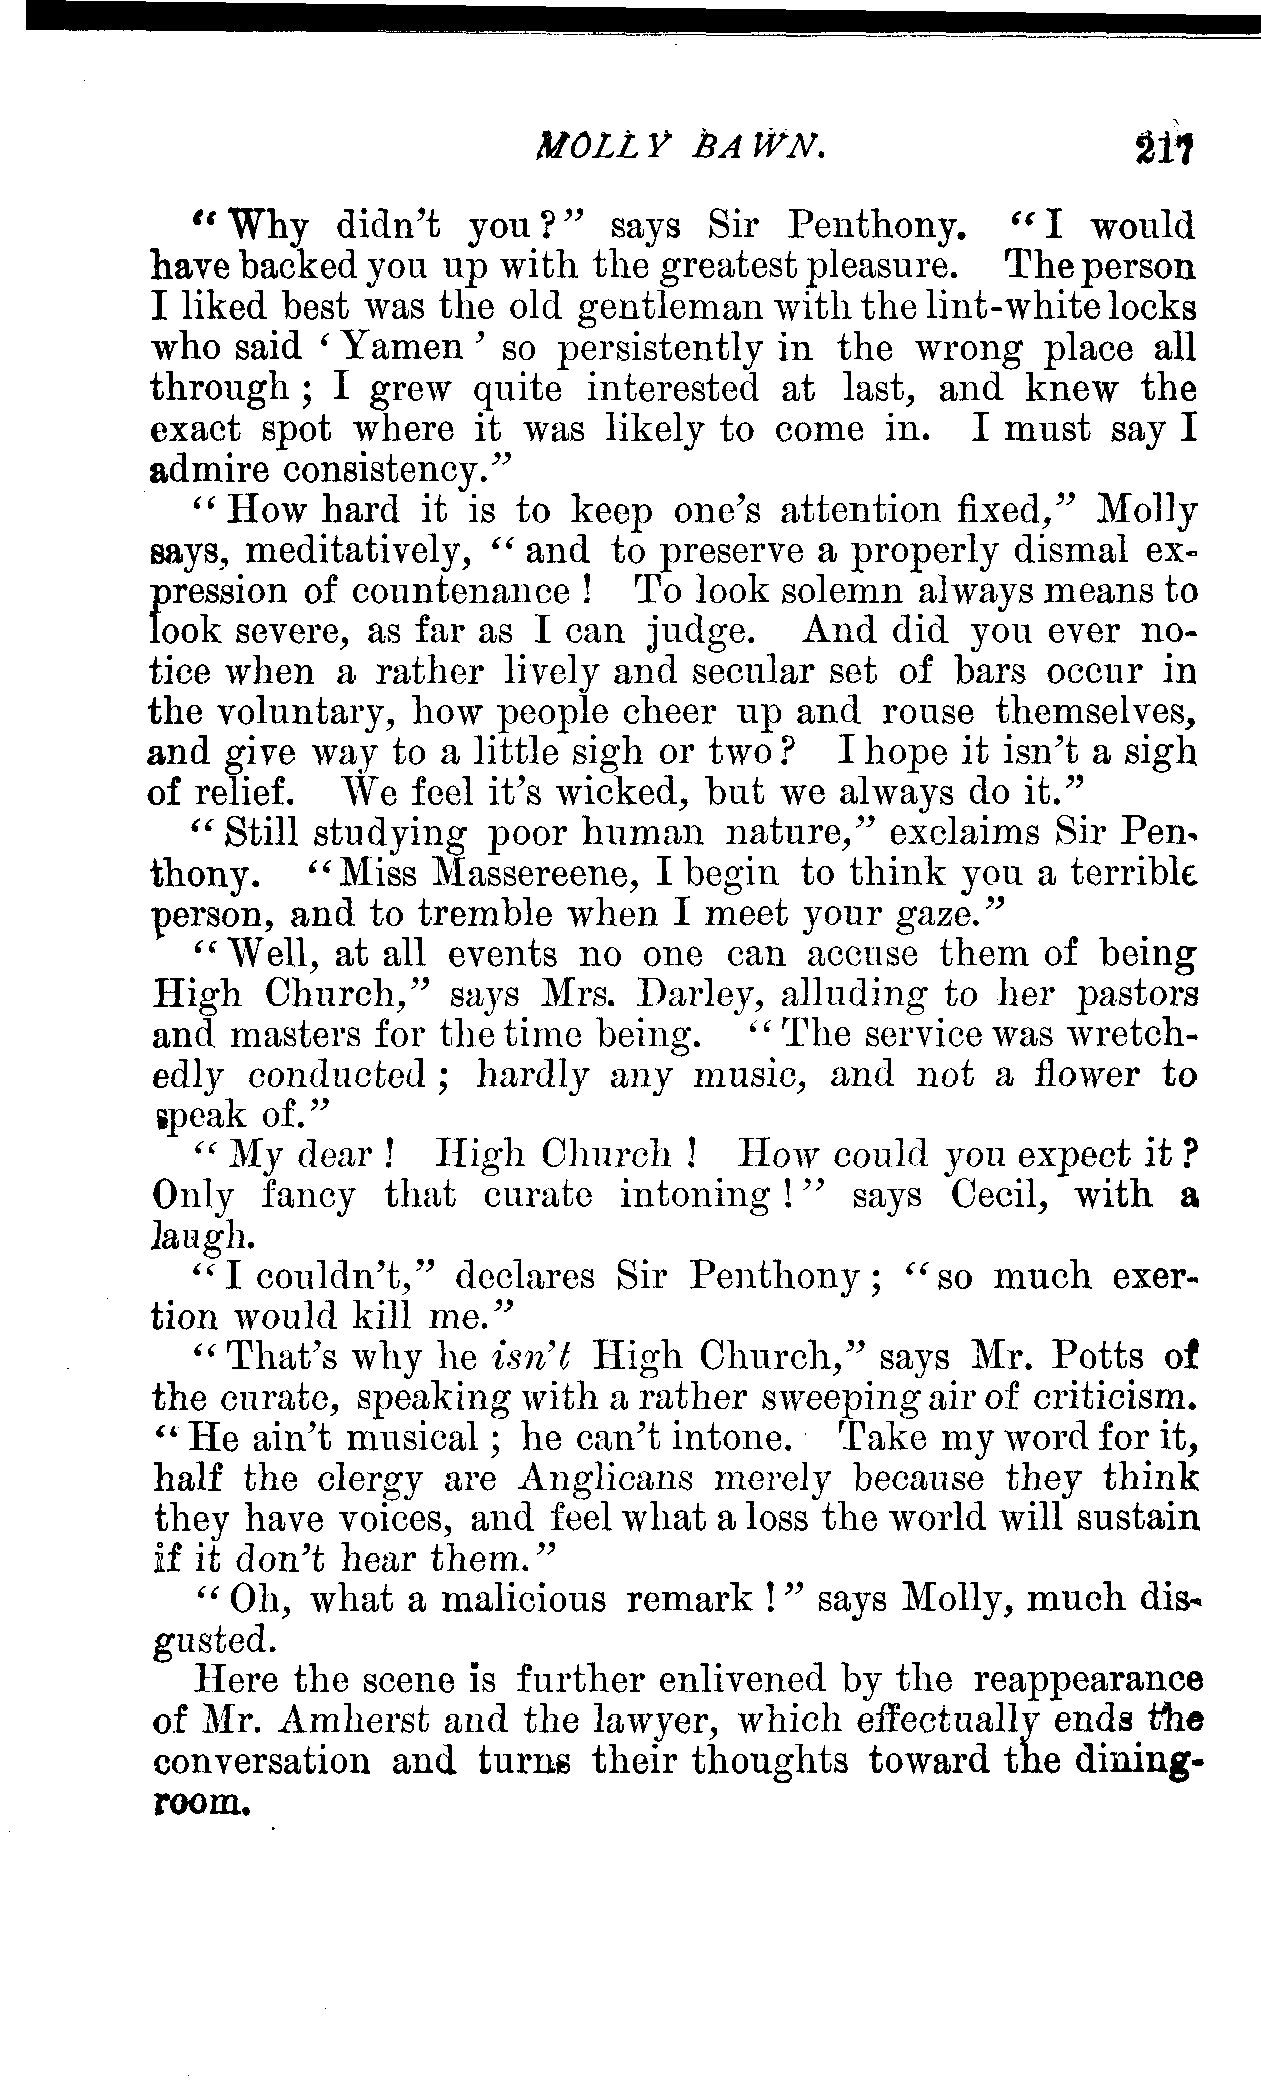 MOLLY BAWN. 217
"Why didn't you?" says Sir Penthony. "I would
have backed you up with the greatest pleasure. The person
I liked best was the old gentleman with the lint-white locks
who said 'Yamen' so persistently in the wrong place all
through; I grew quite interested at last, and knew the
exact spot where it was likely to come in. I must say I
admire consistency."
"How hard it is to keep one's attention fixed," Molly
says, meditatively, "and to preserve a properly dismal ex-
pression of countenance! To look solemn always means to
look severe, as far as I can judge. And did you ever no-
tice when a rather lively and secular set of bars occur in
the voluntary, how people cheer up and rouse themselves,
and give way to a little sigh or two? I hope it isn't a sigh
of relief. We feel it's wicked, but we always do it."
"Still studying poor human nature," exclaims Sir Pen-
thony. "Miss Massereene, I begin to think you a terrible
person, and to tremble when I meet your gaze."
"Well, at all events no one can accuse them of being
High Church," says Mrs. Darley, alluding to her pastors
and masters for the time being. "The service was wretch-
edly conducted; hardly any music, and not a flower to
speak of."
"My dear! High Church! How could you expect it?
Only fancy that curate intoning!" says Cecil, with a
laugh.
"I couldn't," declares Sir Penthony; "so much exer-
tion would kill me."
"That's why he isn't High Church," says Mr. Potts of
the curate, speaking with a rather sweeping air of criticism.
"He ain't musical; he can't intone. Take my word for it,
half the clergy are Anglicans merely because they think
they have voices, and feel what a loss the world will sustain
if it don't hear them."
"Oh, what a malicious remark!" says Molly, much dis-
gusted.
Here the scene is further enlivened by the reappearance
of Mr. Amherst and the lawyer, which effectually ends the
conversation and turns their thoughts toward the dining-
room.